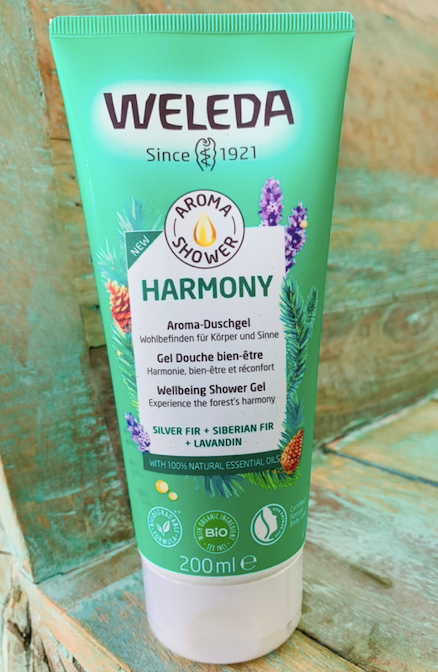 WELEDA
Since 1921
AROMA
SHOWER
NEW
HARMONY
Aroma-Duschgel
Wohlbefinden für Körper und Sinne
Gel Douche bien-être
Harmonie, bien-être et réconfort
Wellbeing Shower Gel
Experience the forest's harmony
SILVER FIR + SIBERIAN FIR
+ LAVANDIN
WITH 100% NATURAL ESSENTIAL OILS
Bio
200 ml e